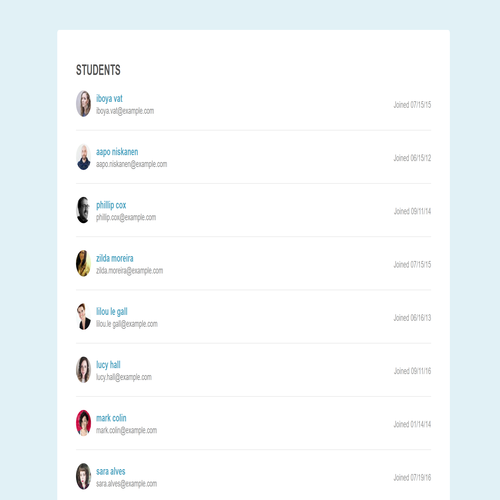 STUDENTS
iboya vat
iboya.vat@example.com
Joined 07/15/15
aapo niskanen
aapo.niskanen@example.com
Joined 06/15/12
phillip cox
phillip.cox@example.com
Joined 09/11/14
zilda moreira
zilda.moreira@example.com
Joined 07/15/15
lilou le gall
lilou.le gall@example.com
Joined 06/16/13
lucy hall
lucy.hall@example.com
Joined 09/11/16
mark colin
mark.colin@example.com
Joined 01/14/14
sara alves
sara.alves@example.com
Joined 07/19/16